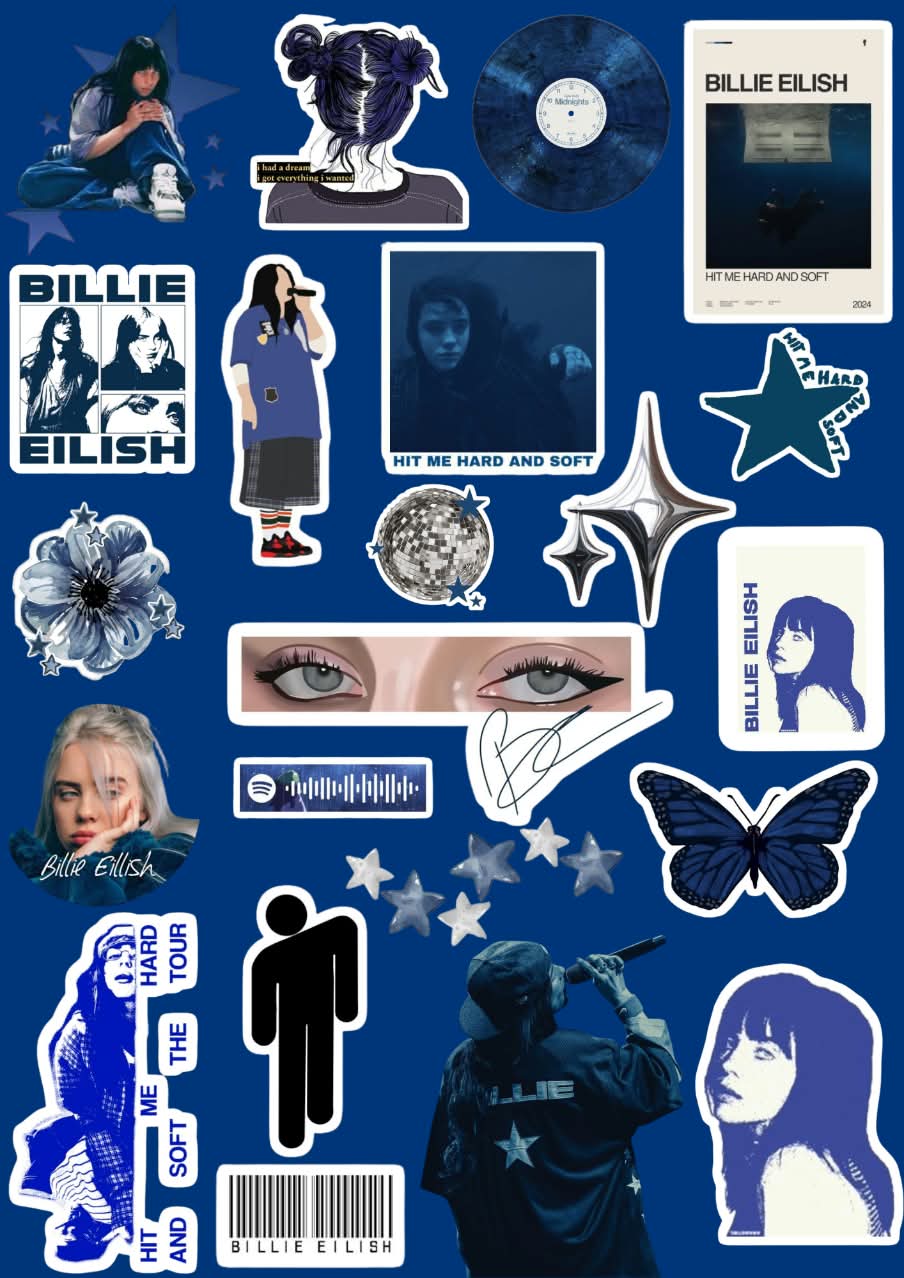 Midnights
BILLIE EILISH
i had a dream
i got everything i wanted
HIT ME HARD AND SOFT
2024
BILLIE
EILISH
HIT ME HARD AND SOFT
HIT ME HARD AND SOFT
BILLIE EILISH
Billie Eillish
HIT ME HARD
AND SOFT THE TOUR
BILLIE EILISH